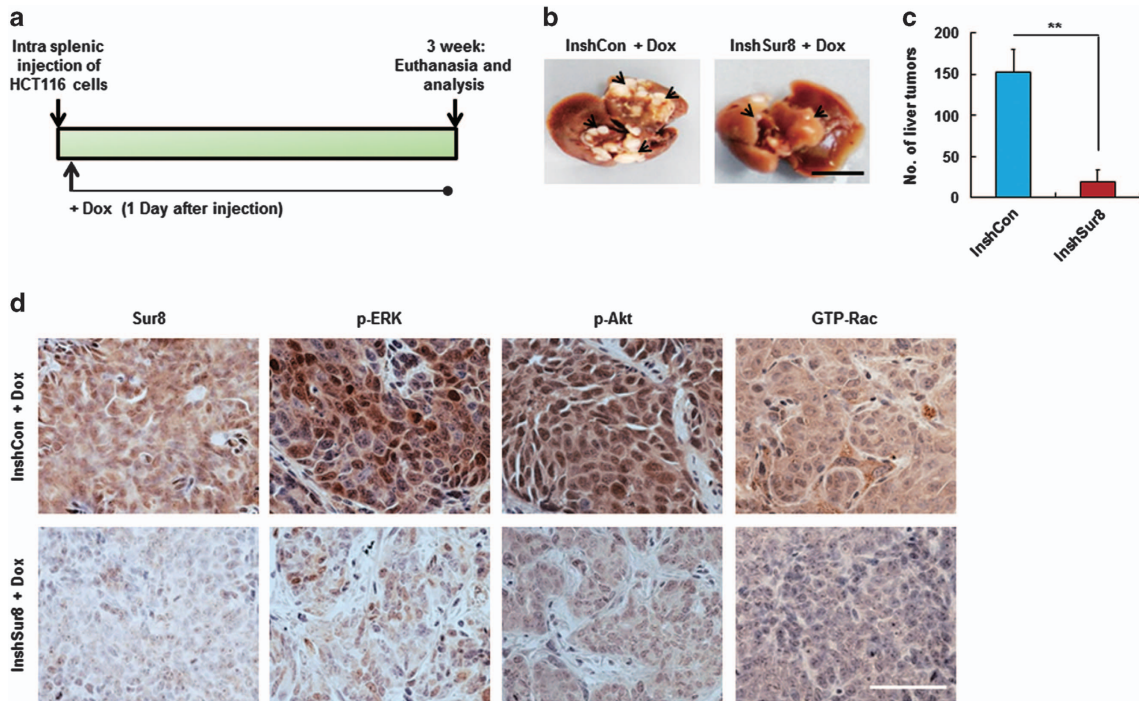 a
Intra splenic
injection of
HCT116 cells
3 week:
Euthanasia and
analysis
+ Dox (1 Day after injection)
b
InshCon + Dox
InshSur8 + Dox
c
**
No. of liver tumors
200
150
100
50
0
InshCon
InshSur8
d
Sur8
p-ERK
p-Akt
GTP-Rac
InshCon + Dox
InshSur8 + Dox